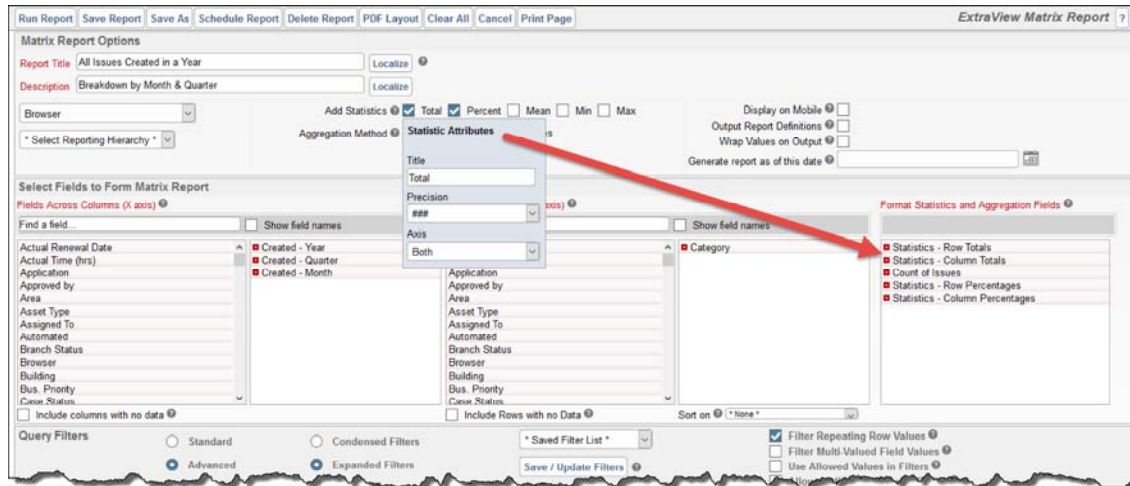 Run Report Save Report Save As Schedule Report Delete Report PDF Layout Clear All Cancel Print Page ExtraView Matrix Report ?
Matrix Report Options
Report Title All Issues Created in a Year Localize
Description Breakdown by Month & Quarter Localize
Browser Add Statistics Total Percent Mean Min Max Display on Mobile
* Select Reporting Hierarchy * Aggregation Method Output Report Definitions
Wrap Values on Output
Generate report as of this date
Statistic Attributes
Title
Total
Precision
###
Axis
Both
Select Fields to Form Matrix Report
Fields Across Columns (X axis) axis) Format Statistics and Aggregation Fields
Find a field... Show field names Show field names
Actual Renewal Date
Actual Time (hrs)
Application
Approved by
Area
Asset Type
Assigned To
Automated
Branch Status
Browser
Building
Bus. Priority
Case Status
Created - Year
Created - Quarter
Created - Month
Application
Approved by
Area
Asset Type
Assigned To
Automated
Branch Status
Browser
Building
Bus. Priority
Case Status
Category
Statistics - Row Totals
Statistics - Column Totals
Count of Issues
Statistics - Row Percentages
Statistics - Column Percentages
Include columns with no data Include Rows with no Data Sort on * None *
Query Filters Standard Condensed Filters * Saved Filter List * Filter Repeating Row Values
Filter Multi-Valued Field Values
Advanced Expanded Filters Save / Update Filters Use Allowed Values in Filters